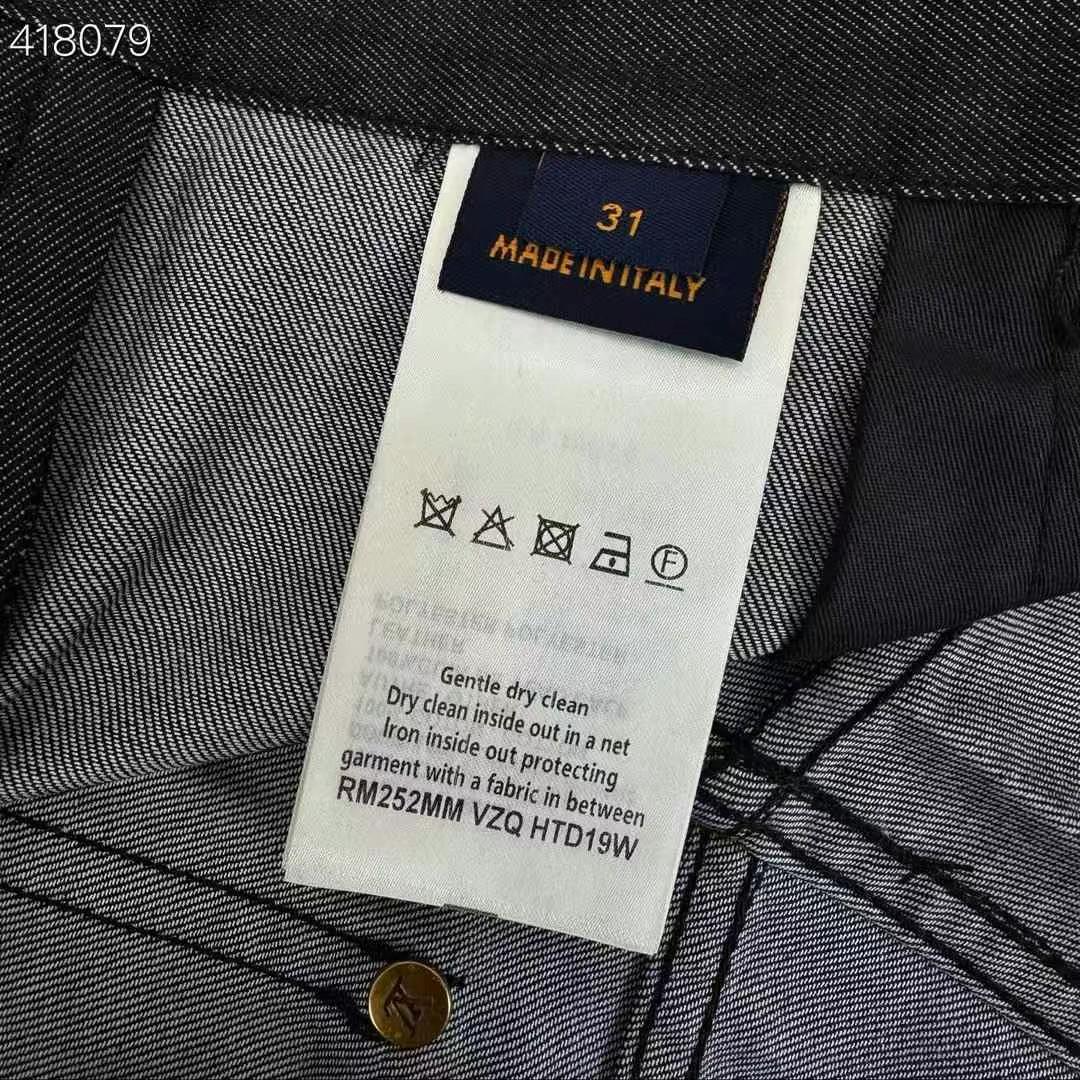 418079
31
MADE IN ITALY
F
Gentle dry clean
Dry clean inside out in a net
Iron inside out protecting
garment with a fabric in between
RM252MM VZQ HTD19W
LV